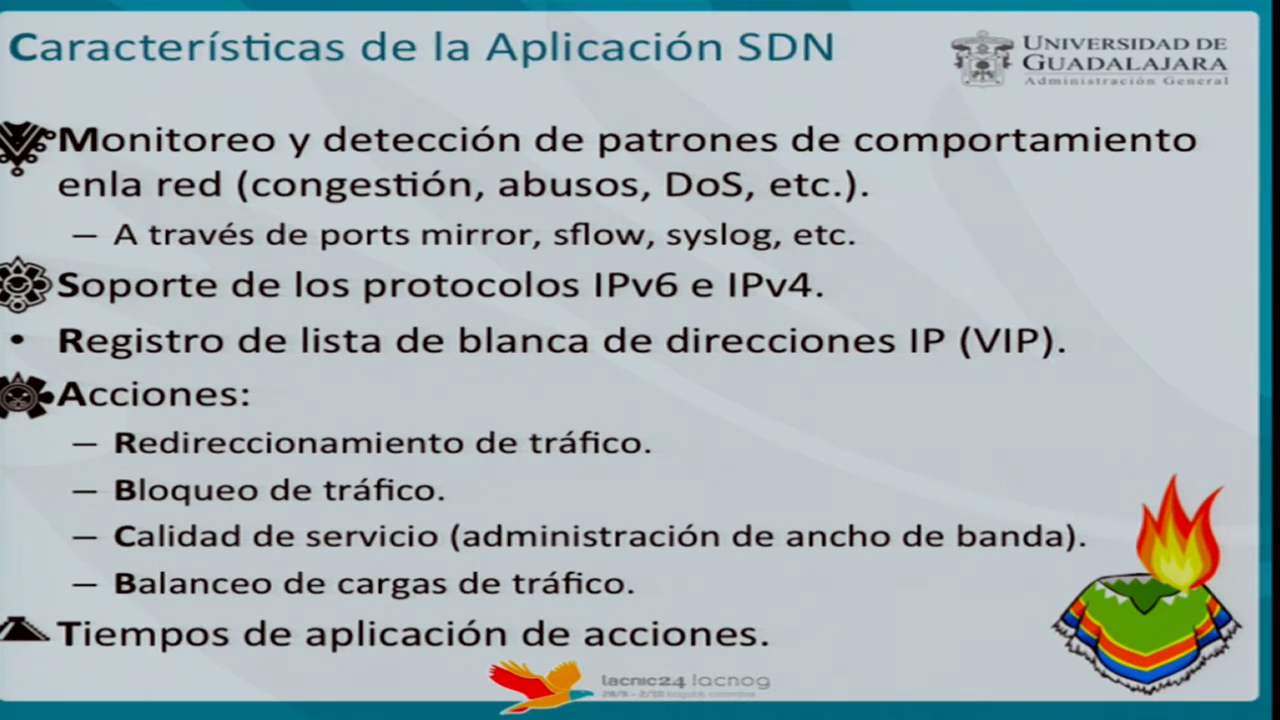 Características de la Aplicación SDN
UNIVERSIDAD DE
GUADALAJARA
Administración General
Monitoreo y detección de patrones de comportamiento
enla red (congestión, abusos, DoS, etc.).
– A través de ports mirror, sflow, syslog, etc.
Soporte de los protocolos IPv6 e IPv4.
• Registro de lista de blanca de direcciones IP (VIP).
Acciones:
– Redireccionamiento de tráfico.
– Bloqueo de tráfico.
– Calidad de servicio (administración de ancho de banda).
– Balanceo de cargas de tráfico.
Tiempos de aplicación de acciones.
lacnic24 lacnog